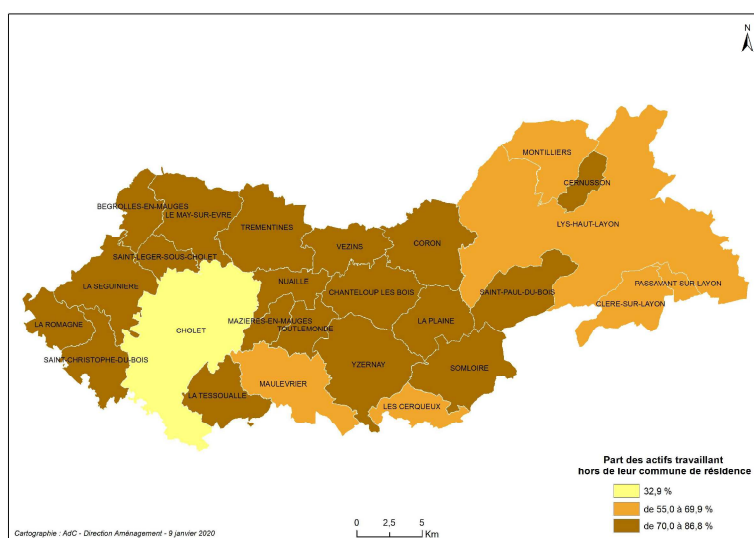 N
MONTILLIERS
CERNUSSON
BEGROLLES-EN-MAUGES
LE MAY-SUR-EVRE
TREMENTINES
LYS-HAUT-LAYON
VEZINS
CORON
SAINT-LEGER-SOUS-CHOLET
NUAILLE
LA SEGUINIERE
CHANTELOUP LES BOIS
SAINT-PAUL-DU-BOIS
PASSAVANT SUR LAYON
CLERE-SUR-LAYON
LA ROMAGNE
CHOLET
MAZIERES-EN-MAUGES
TOUTLEMONDE
LA PLAINE
SAINT-CHRISTOPHE-DU-BOIS
YZERNAY
SOMLOIRE
MAULEVRIER
LA TESSOUALLE
LES CERQUEUX
Part des actifs travaillant
hors de leur commune de résidence
32,9 %
de 55,0 à 69,9 %
de 70,0 à 86,8 %
Cartographie : AdC - Direction Aménagement - 9 janvier 2020
0 2,5 5
Km